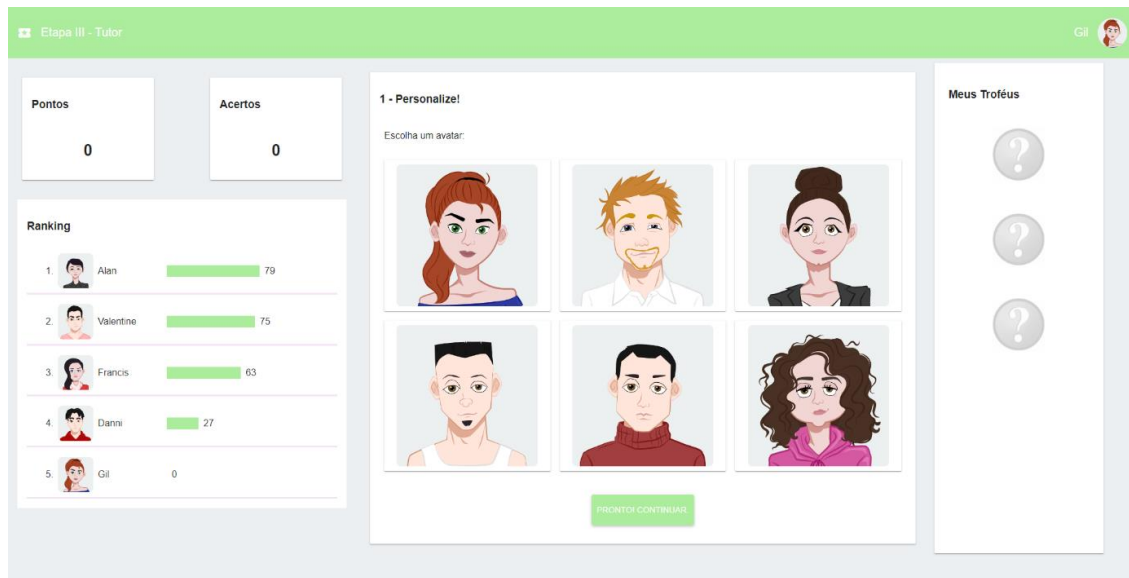 Etapa III - Tutor
Gil
Pontos
0
Acertos
0
Ranking
1. Alan 79
2. Valentine 75
3. Francis 63
4. Danni 27
5. Gil 0
1 - Personalize!
Escolha um avatar:
PRONTO! CONTINUAR
Meus Troféus
?
?
?